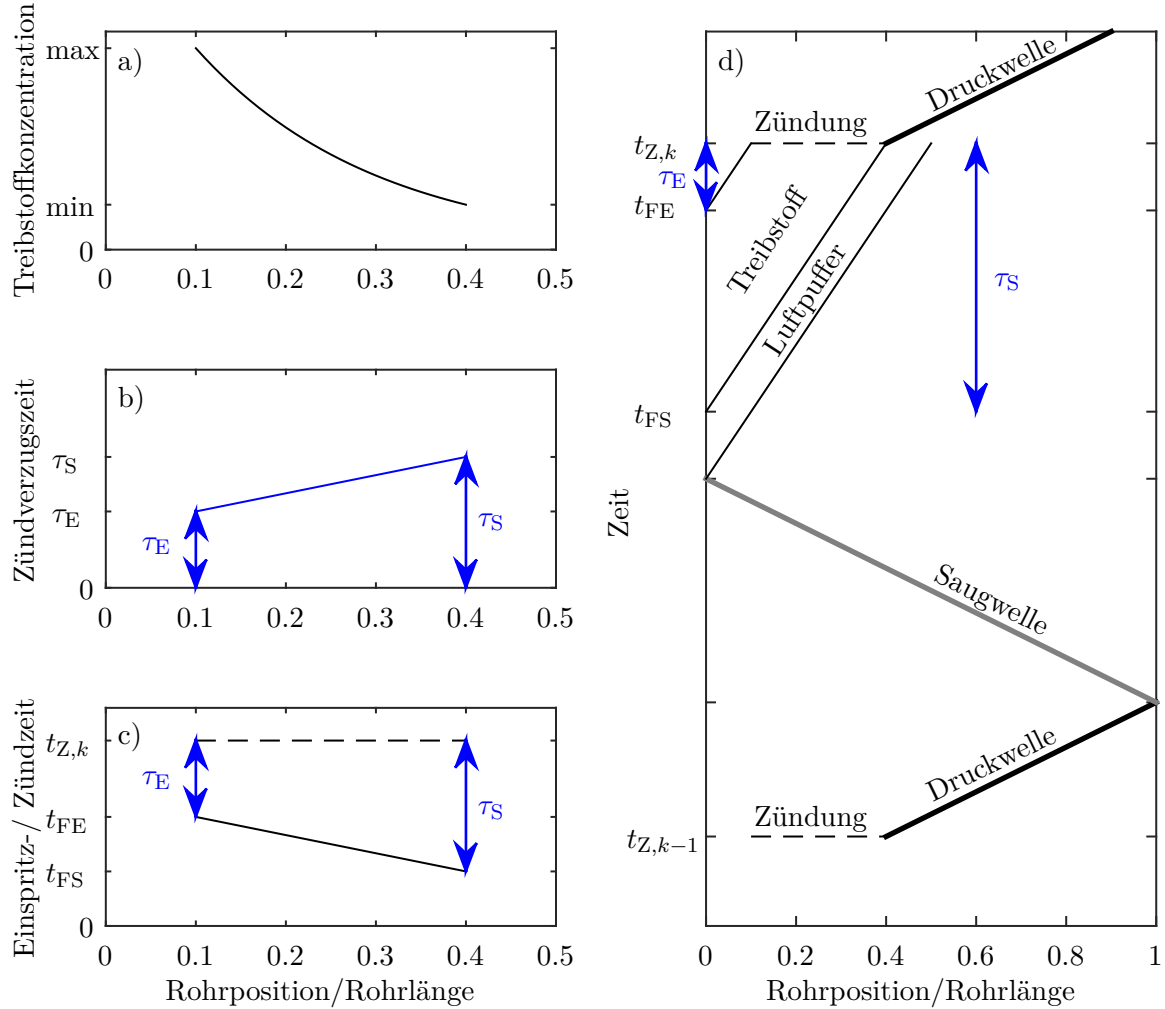 a)
Treibstoffkonzentration
max
min
0
0.1
0.2
0.3
0.4
0.5
b)
Zündverzugszeit
τS
τE
0
τE
τS
0.1
0.2
0.3
0.4
0.5
c)
Einspritz-/ Zündzeit
tZ,k
tFE
tFS
0
τE
τS
0.1
0.2
0.3
0.4
0.5
Rohrposition/Rohrlänge
d)
Zeit
Druckwelle
Zündung
tZ,k
τE
tFE
Treibstoff
Luftpuffer
τS
tFS
Saugwelle
Druckwelle
Zündung
tZ,k−1
0
0.2
0.4
0.6
0.8
1
Rohrposition/Rohrlänge